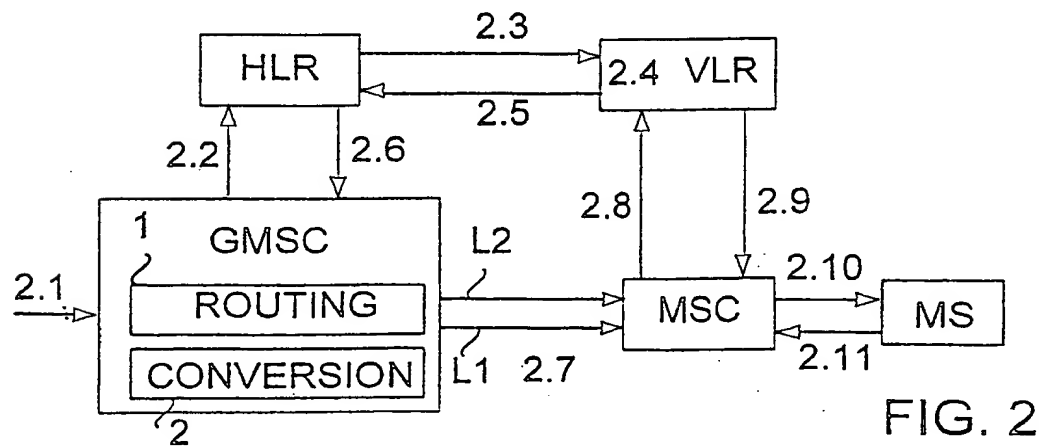 2.3
HLR
2.4 VLR
2.5
2.2
2.6
2.8
2.9
1
GMSC
L2
2.10
2.1
ROUTING
MSC
MS
CONVERSION
L1
2.7
2.11
2
FIG. 2